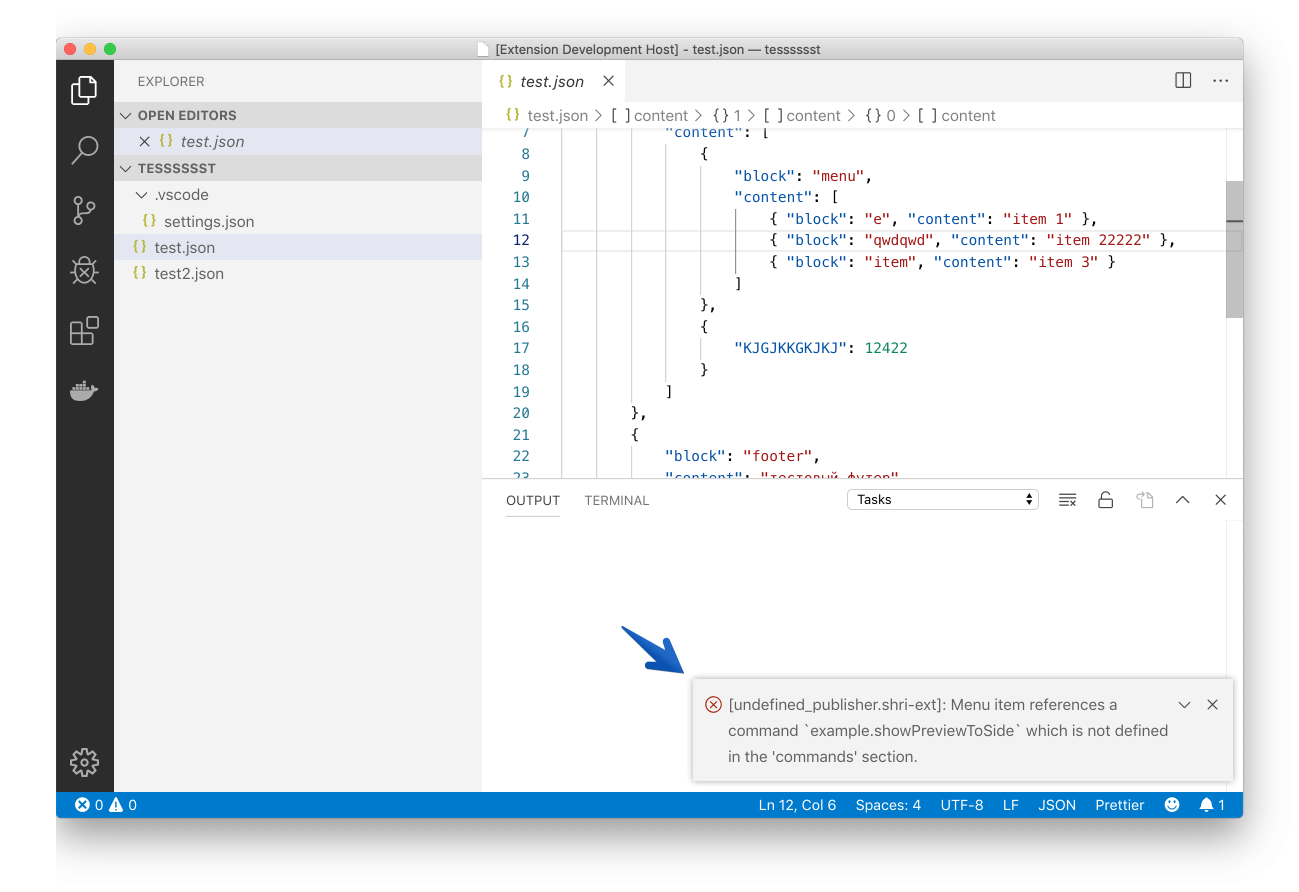 [Extension Development Host] - test.json — tesssssst
EXPLORER
OPEN EDITORS
test.json
TESSSSSST
.vscode
settings.json
test.json
test2.json
test.json
test.json > [ ] content > {} 1 > [ ] content > {} 0 > [ ] content
7 "content": [
8 {
9 "block": "menu",
10 "content": [
11 { "block": "e", "content": "item 1" },
12 { "block": "qwdqwd", "content": "item 22222" },
13 { "block": "item", "content": "item 3" }
14 ]
15 },
16 {
17 "KJGJKKGKJKJ": 12422
18 }
19 ]
20 },
21 {
22 "block": "footer",
23 "content": "тестовый футер"
OUTPUT TERMINAL Tasks
[undefined_publisher.shri-ext]: Menu item references a
command `example.showPreviewToSide` which is not defined
in the 'commands' section.
0 0 Ln 12, Col 6 Spaces: 4 UTF-8 LF JSON Prettier 1